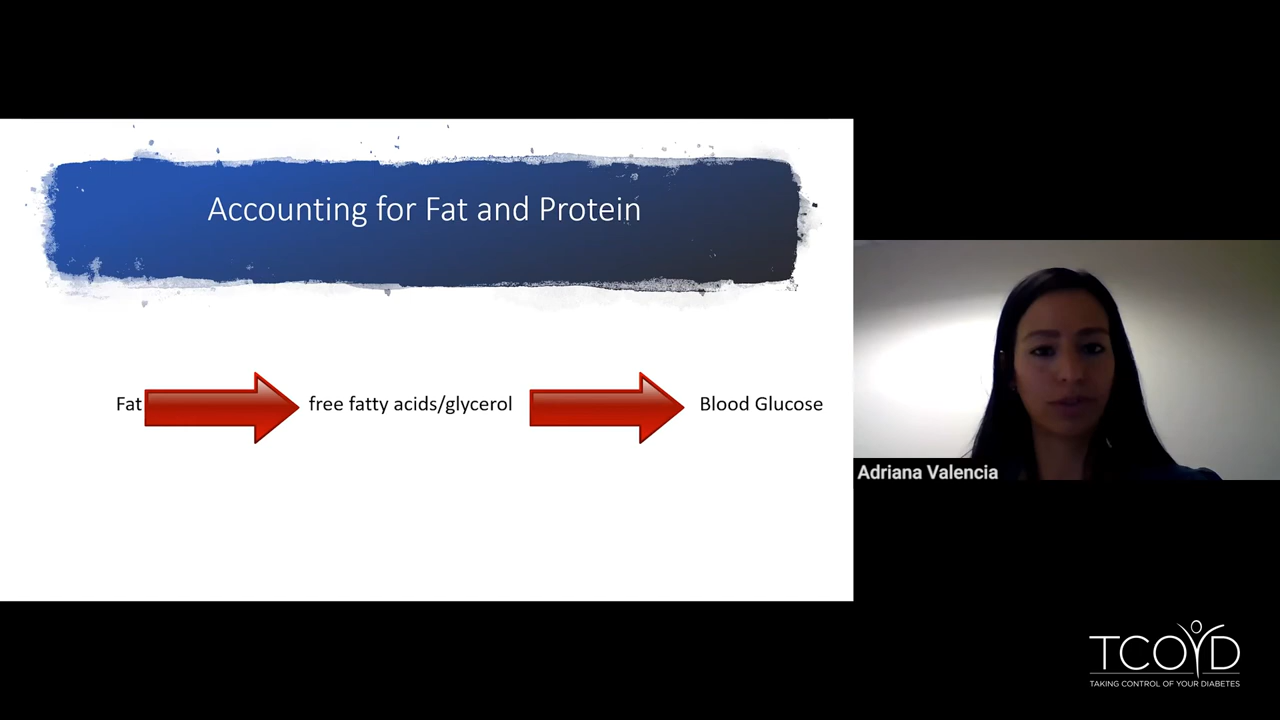 Accounting for Fat and Protein
Fat
free fatty acids/glycerol
Blood Glucose
Adriana Valencia
TCOYD
TAKING CONTROL OF YOUR DIABETES